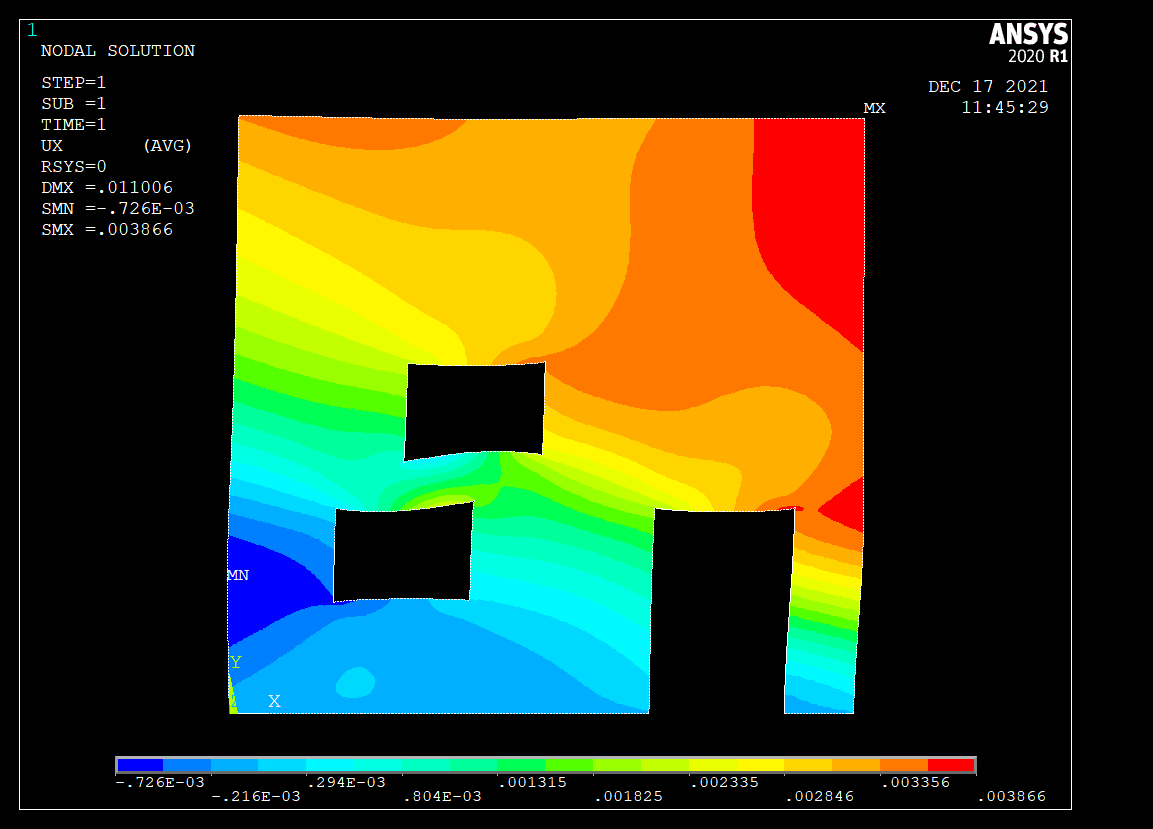 1
NODAL SOLUTION
STEP=1
SUB =1
TIME=1
UX (AVG)
RSYS=0
DMX =.011006
SMN =-.726E-03
SMX =.003866
ANSYS
2020 R1
DEC 17 2021
11:45:29
MX
MN
Y
X
-.726E-03 .294E-03 .001315 .002335 .003356
-.216E-03 .804E-03 .001825 .002846 .003866